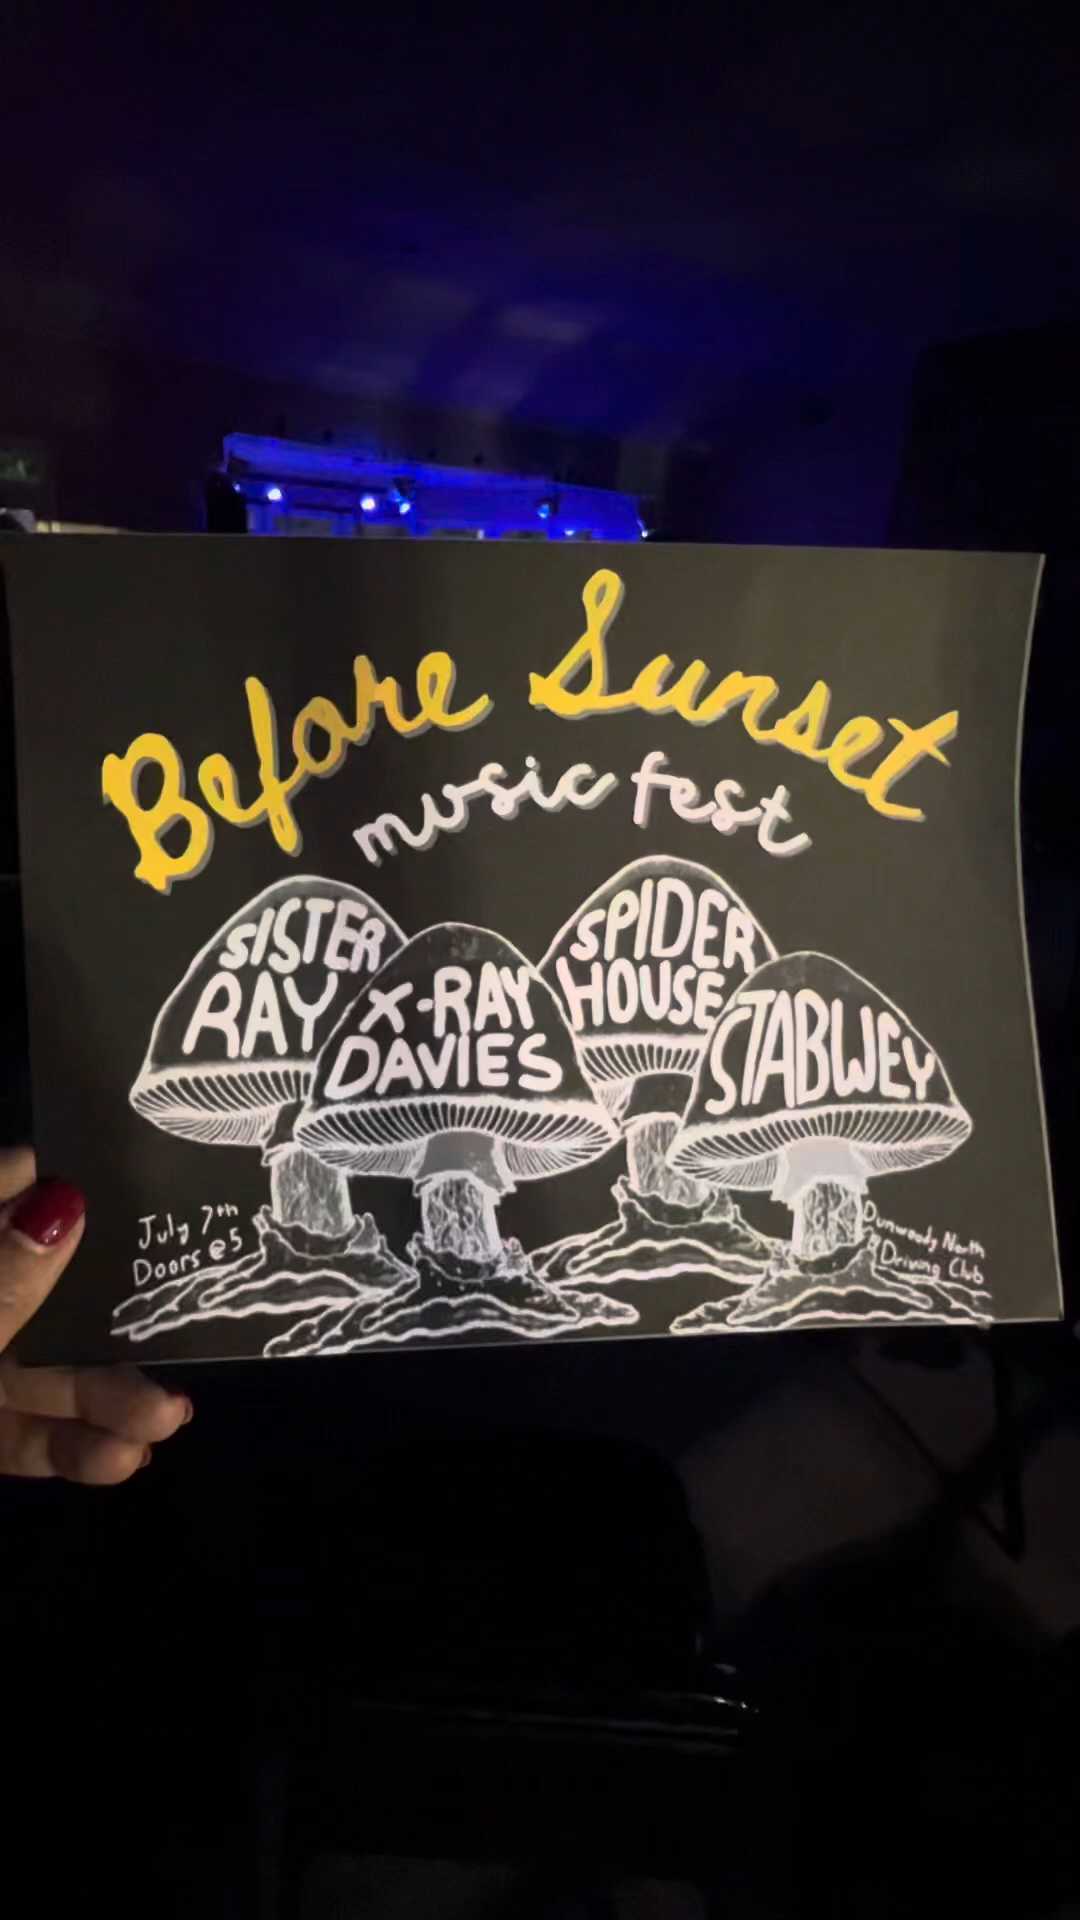 Before Sunset
music fest
SISTER
RAY
X-RAY
DAVIES
SPIDER
HOUSE
STABWEY
July 7th
Doors @ 5
Dunwoody North
Driving Club